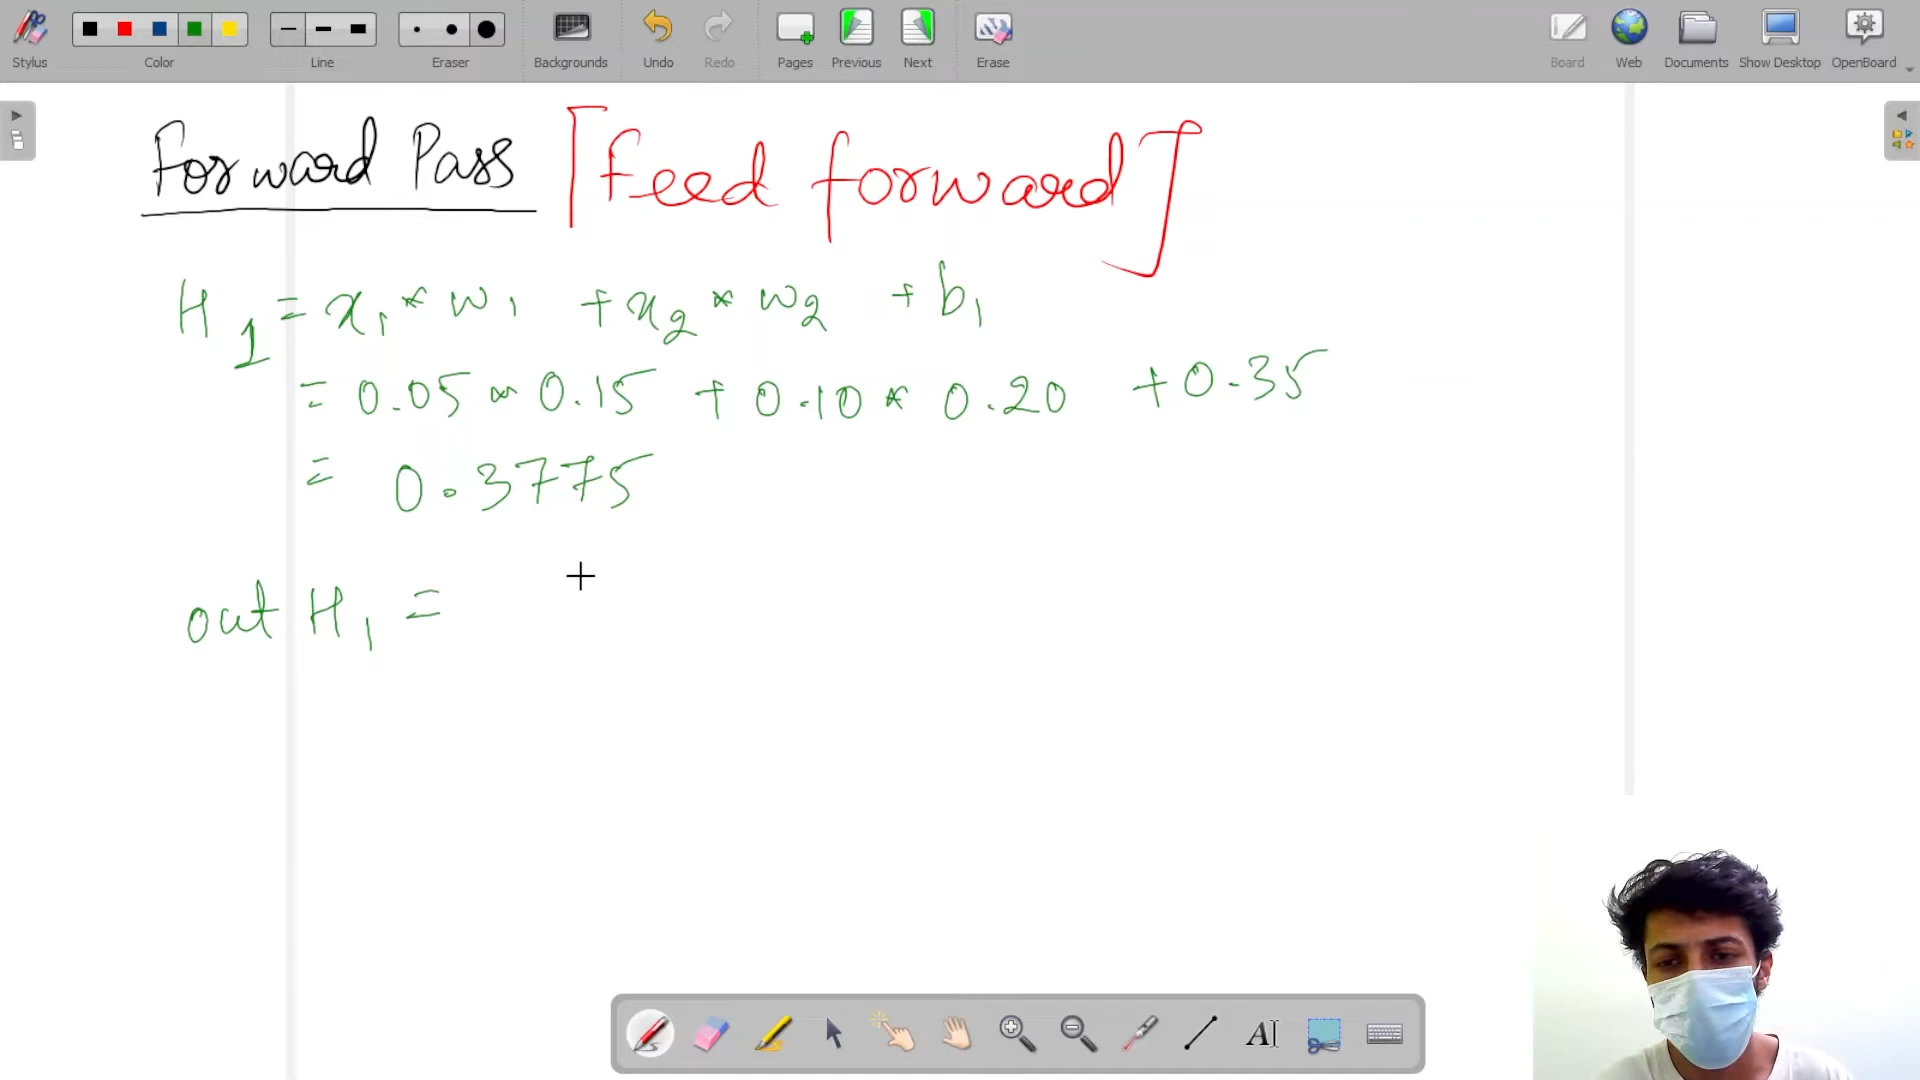 Stylus
Color
Line
Eraser
Backgrounds
Undo
Redo
Pages
Previous
Next
Erase
Board
Web
Documents
Show Desktop
OpenBoard
Forward Pass [Feed forward]
H1 = x1 * w1 + x2 * w2 + b1
= 0.05 * 0.15 + 0.10 * 0.20 + 0.35
= 0.3775
out H1 =